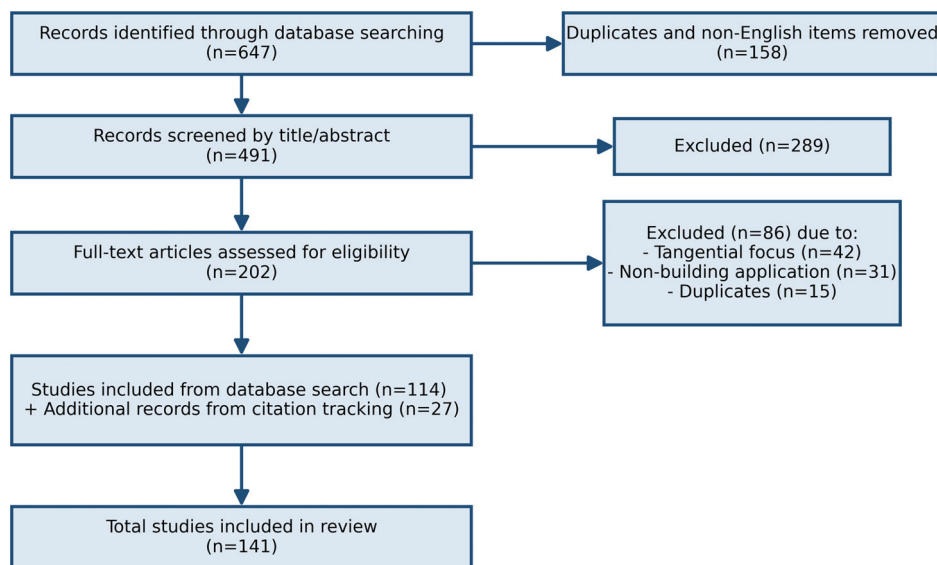 Records identified through database searching
(n=647)
Duplicates and non-English items removed
(n=158)
Records screened by title/abstract
(n=491)
Excluded (n=289)
Full-text articles assessed for eligibility
(n=202)
Excluded (n=86) due to:
- Tangential focus (n=42)
- Non-building application (n=31)
- Duplicates (n=15)
Studies included from database search (n=114)
+ Additional records from citation tracking (n=27)
Total studies included in review
(n=141)